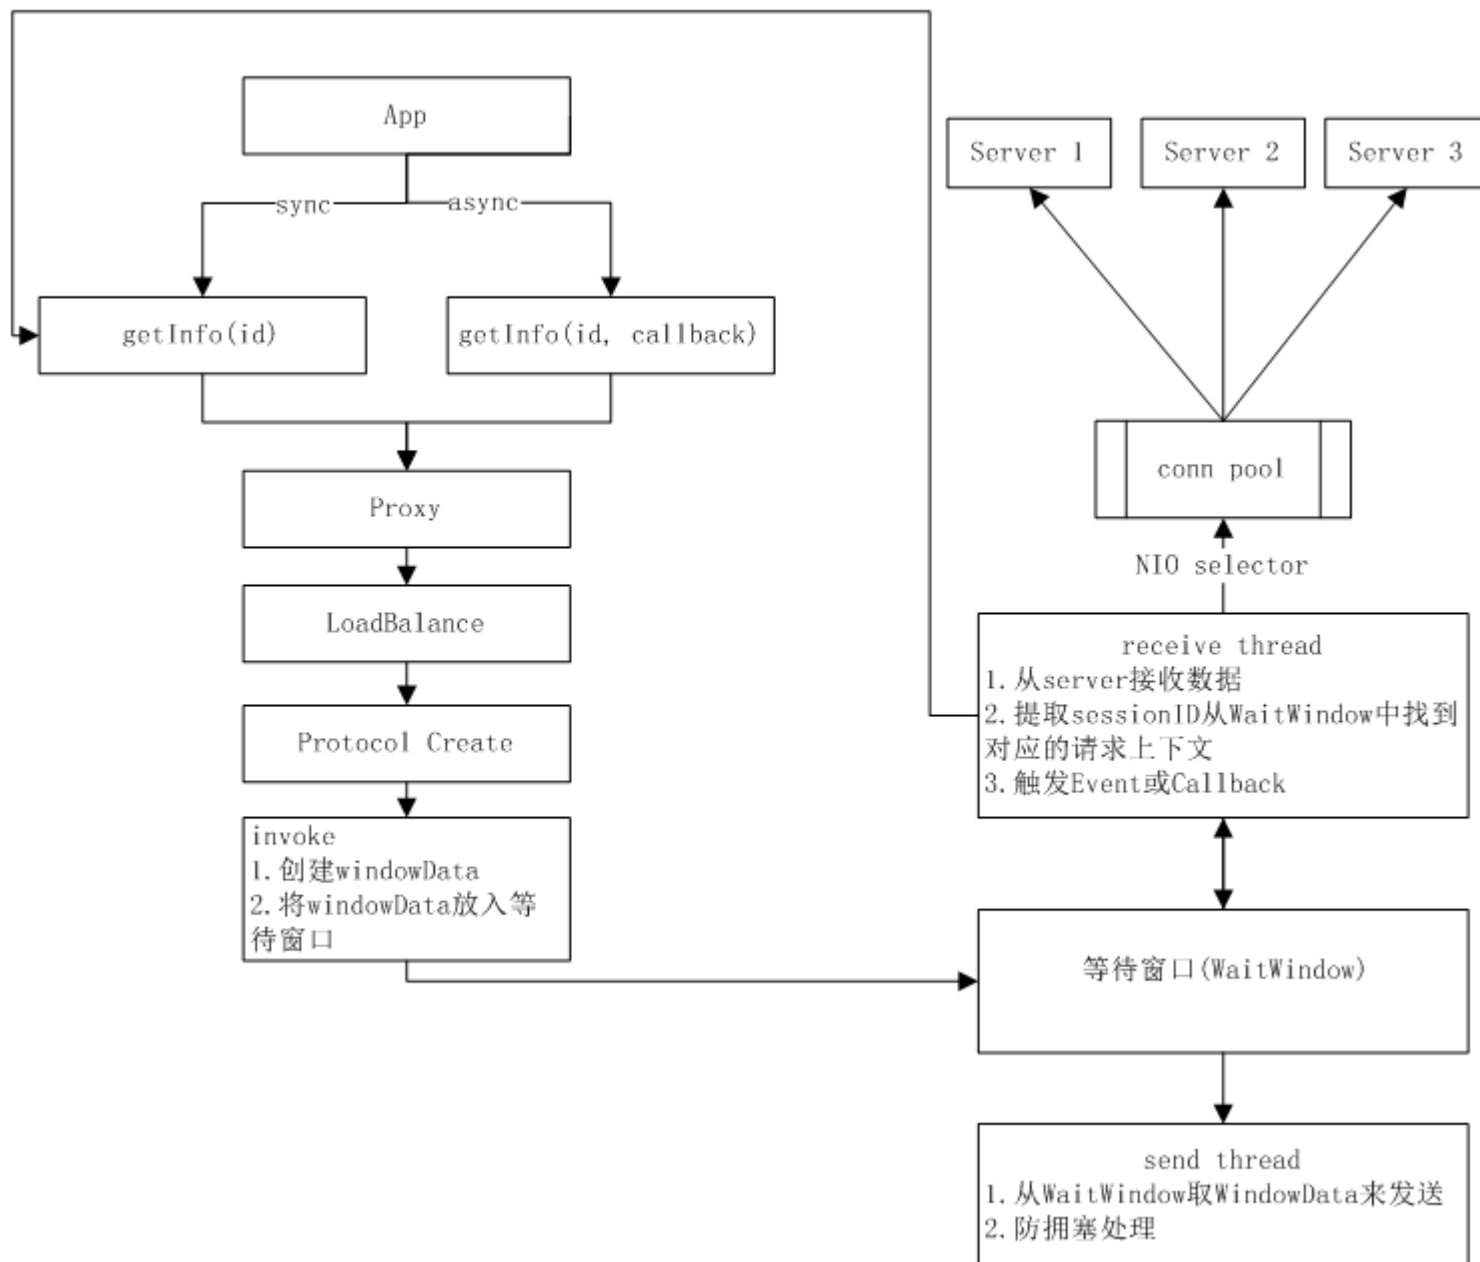 App
sync
async
getInfo(id)
getInfo(id, callback)
Proxy
LoadBalance
Protocol Create
invoke
1.创建windowData
2.将windowData放入等
待窗口
Server 1
Server 2
Server 3
conn pool
NIO selector
receive thread
1.从server接收数据
2.提取sessionID从WaitWindow中找到
对应的请求上下文
3.触发Event或Callback
等待窗口(WaitWindow)
send thread
1.从WaitWindow取WindowData来发送
2.防拥塞处理